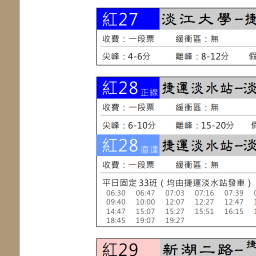 紅27 淡江大學-捷
收費：一段票 緩衝區：無
尖峰：4-6分 離峰：8-12分 假
紅28 正線 捷運淡水站-淡
收費：一段票 緩衝區：無
尖峰：6-10分 離峰：15-20分 假
紅28 直達 捷運淡水站-淡
收費：一段票 緩衝區：無
平日固定33班（均由捷運淡水站發車）
06:30 06:47 07:03 07:16 07:39
09:40 10:00 12:07 12:27 12:47
14:47 15:07 15:27 15:51 16:15
18:45 19:07 19:27
紅29 新湖二路-捷